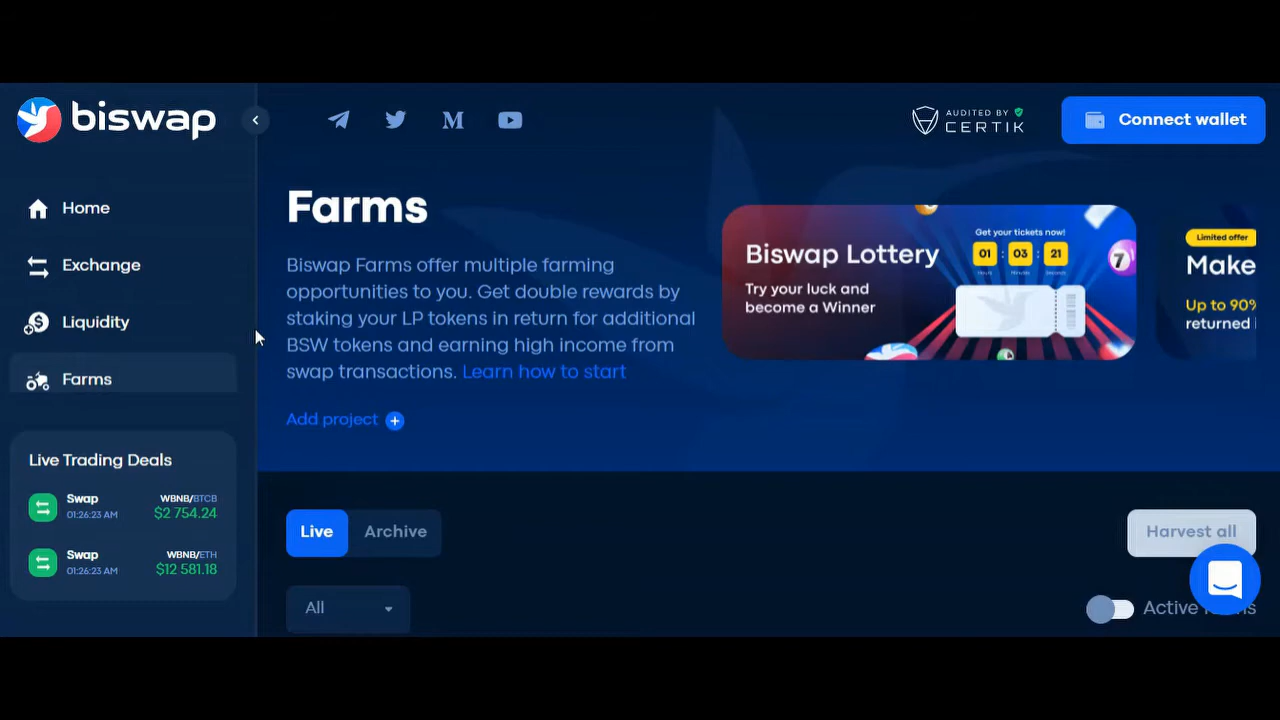 biswap
M
AUDITED BY
CERTIK
Connect wallet
Home
Exchange
Liquidity
Farms
Live Trading Deals
Swap
WBNB/BTCB
01:26:23 AM
$2 754.24
Swap
WBNB/ETH
01:26:23 AM
$12 581.18
Farms
Biswap Farms offer multiple farming
opportunities to you. Get double rewards by
staking your LP tokens in return for additional
BSW tokens and earning high income from
swap transactions. Learn how to start
Add project
Biswap Lottery
Try your luck and
become a Winner
Get your tickets now!
01 : 03 : 21
Hours Minutes Seconds
7
Limited offer
Make
Up to 90%
returned
Live
Archive
Harvest all
All
Active